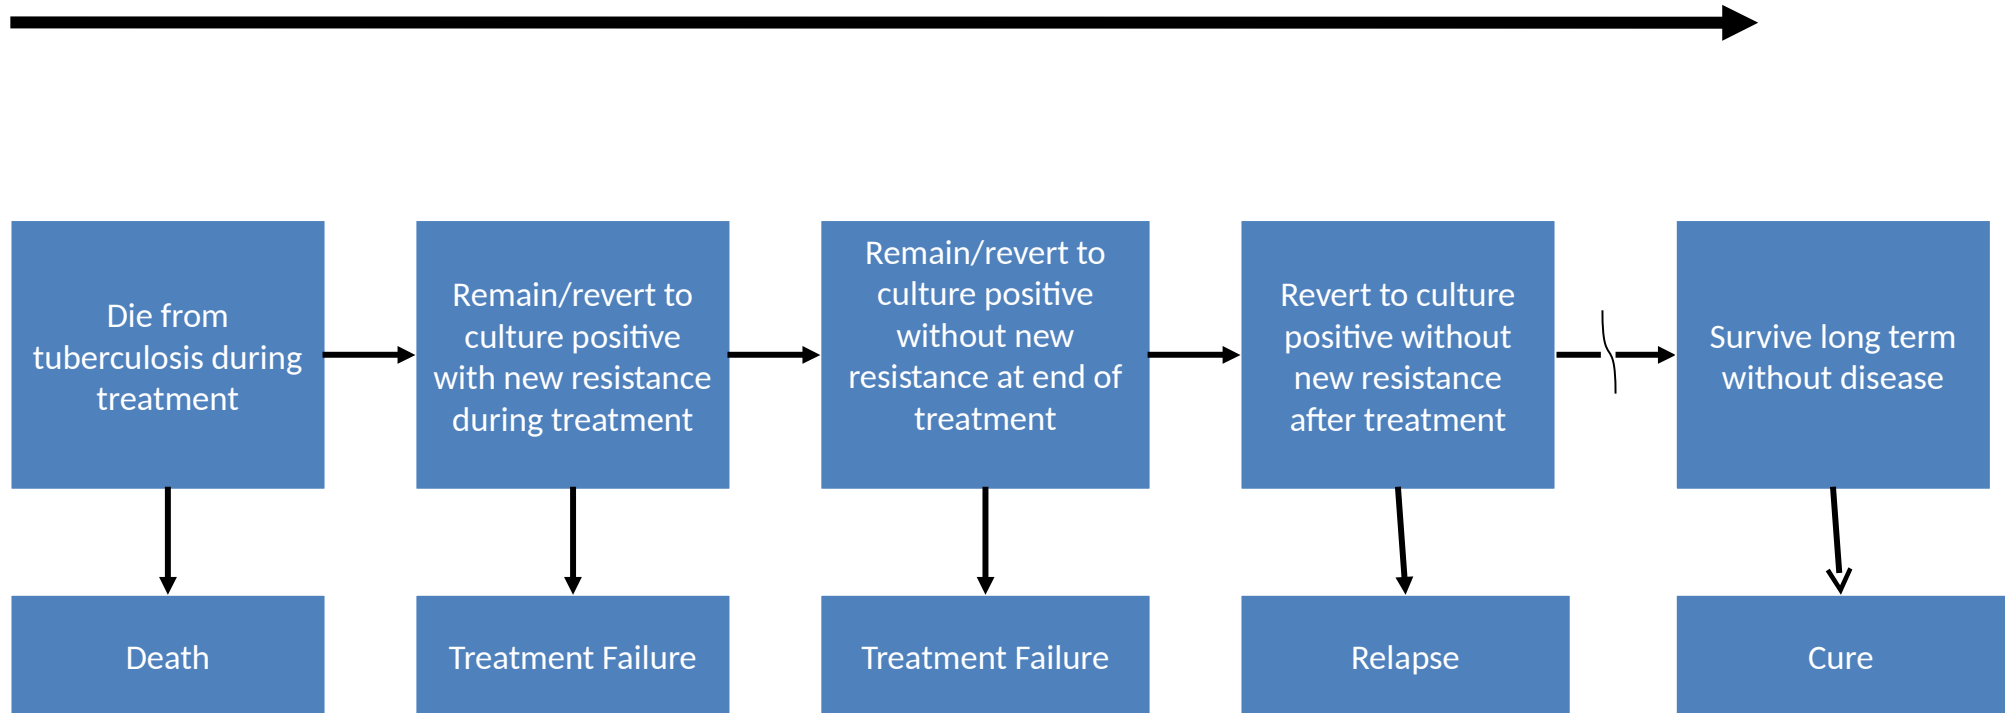 Die from
tuberculosis during
treatment
Remain/revert to
culture positive
with new resistance
during treatment
Remain/revert to
culture positive
without new
resistance at end of
treatment
Revert to culture
positive without
new resistance
after treatment
Survive long term
without disease
Death
Treatment Failure
Treatment Failure
Relapse
Cure